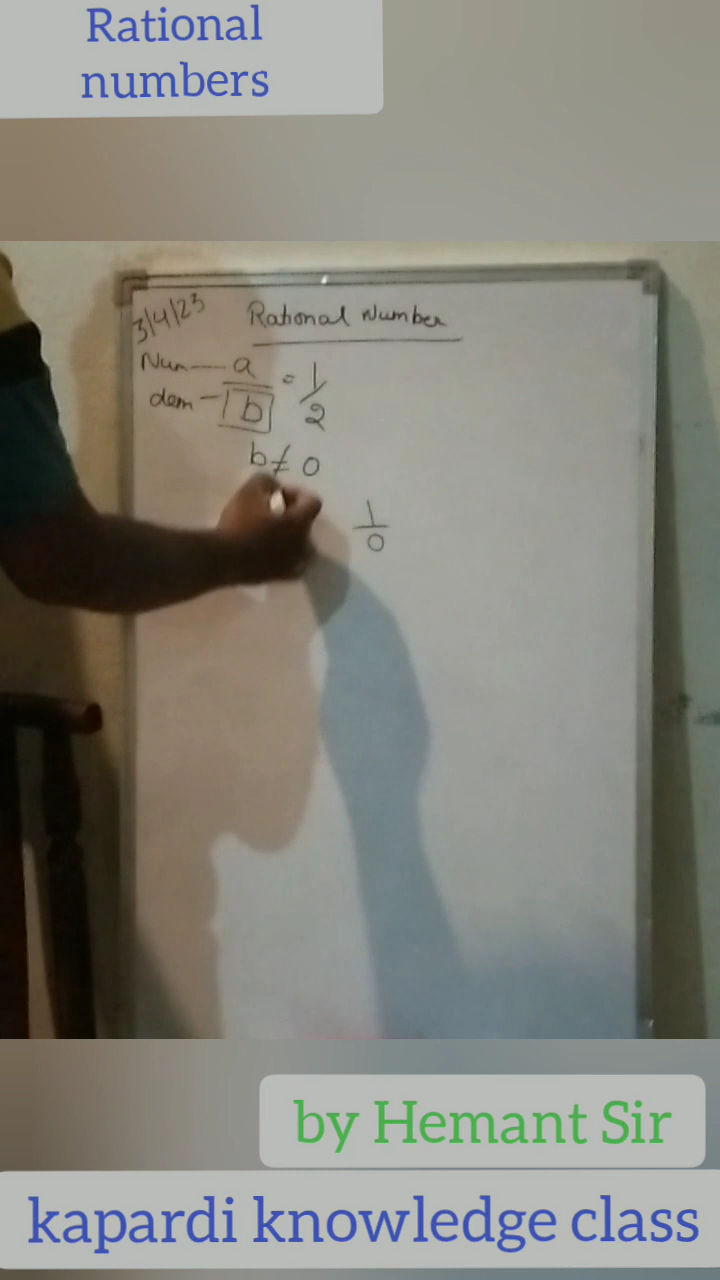 Rational
numbers
3/4/23
Rational Number
Num — a = 1/2
dem — b
b ≠ 0
1
0
by Hemant Sir
kapardi knowledge class